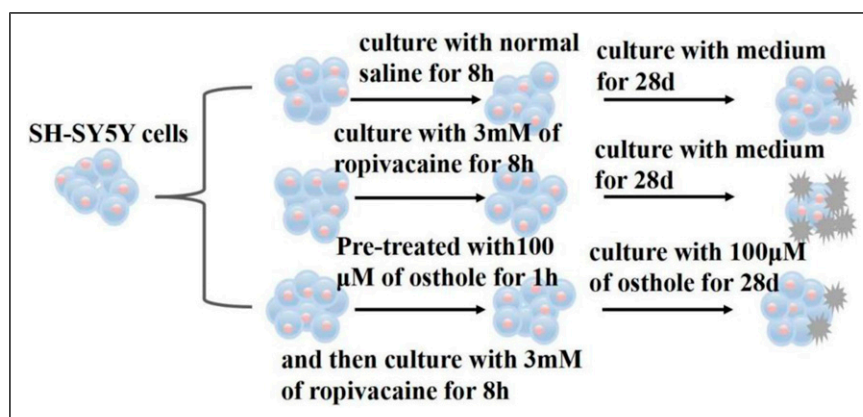 SH-SY5Y cells
culture with normal
saline for 8h
culture with medium
for 28d
culture with 3mM of
ropivacaine for 8h
culture with medium
for 28d
Pre-treated with100
μM of osthole for 1h
and then culture with 3mM
of ropivacaine for 8h
culture with 100μM
of osthole for 28d